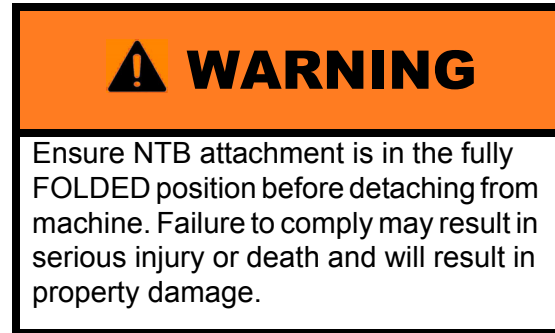 WARNING
Ensure NTB attachment is in the fully
FOLDED position before detaching from
machine. Failure to comply may result in
serious injury or death and will result in
property damage.